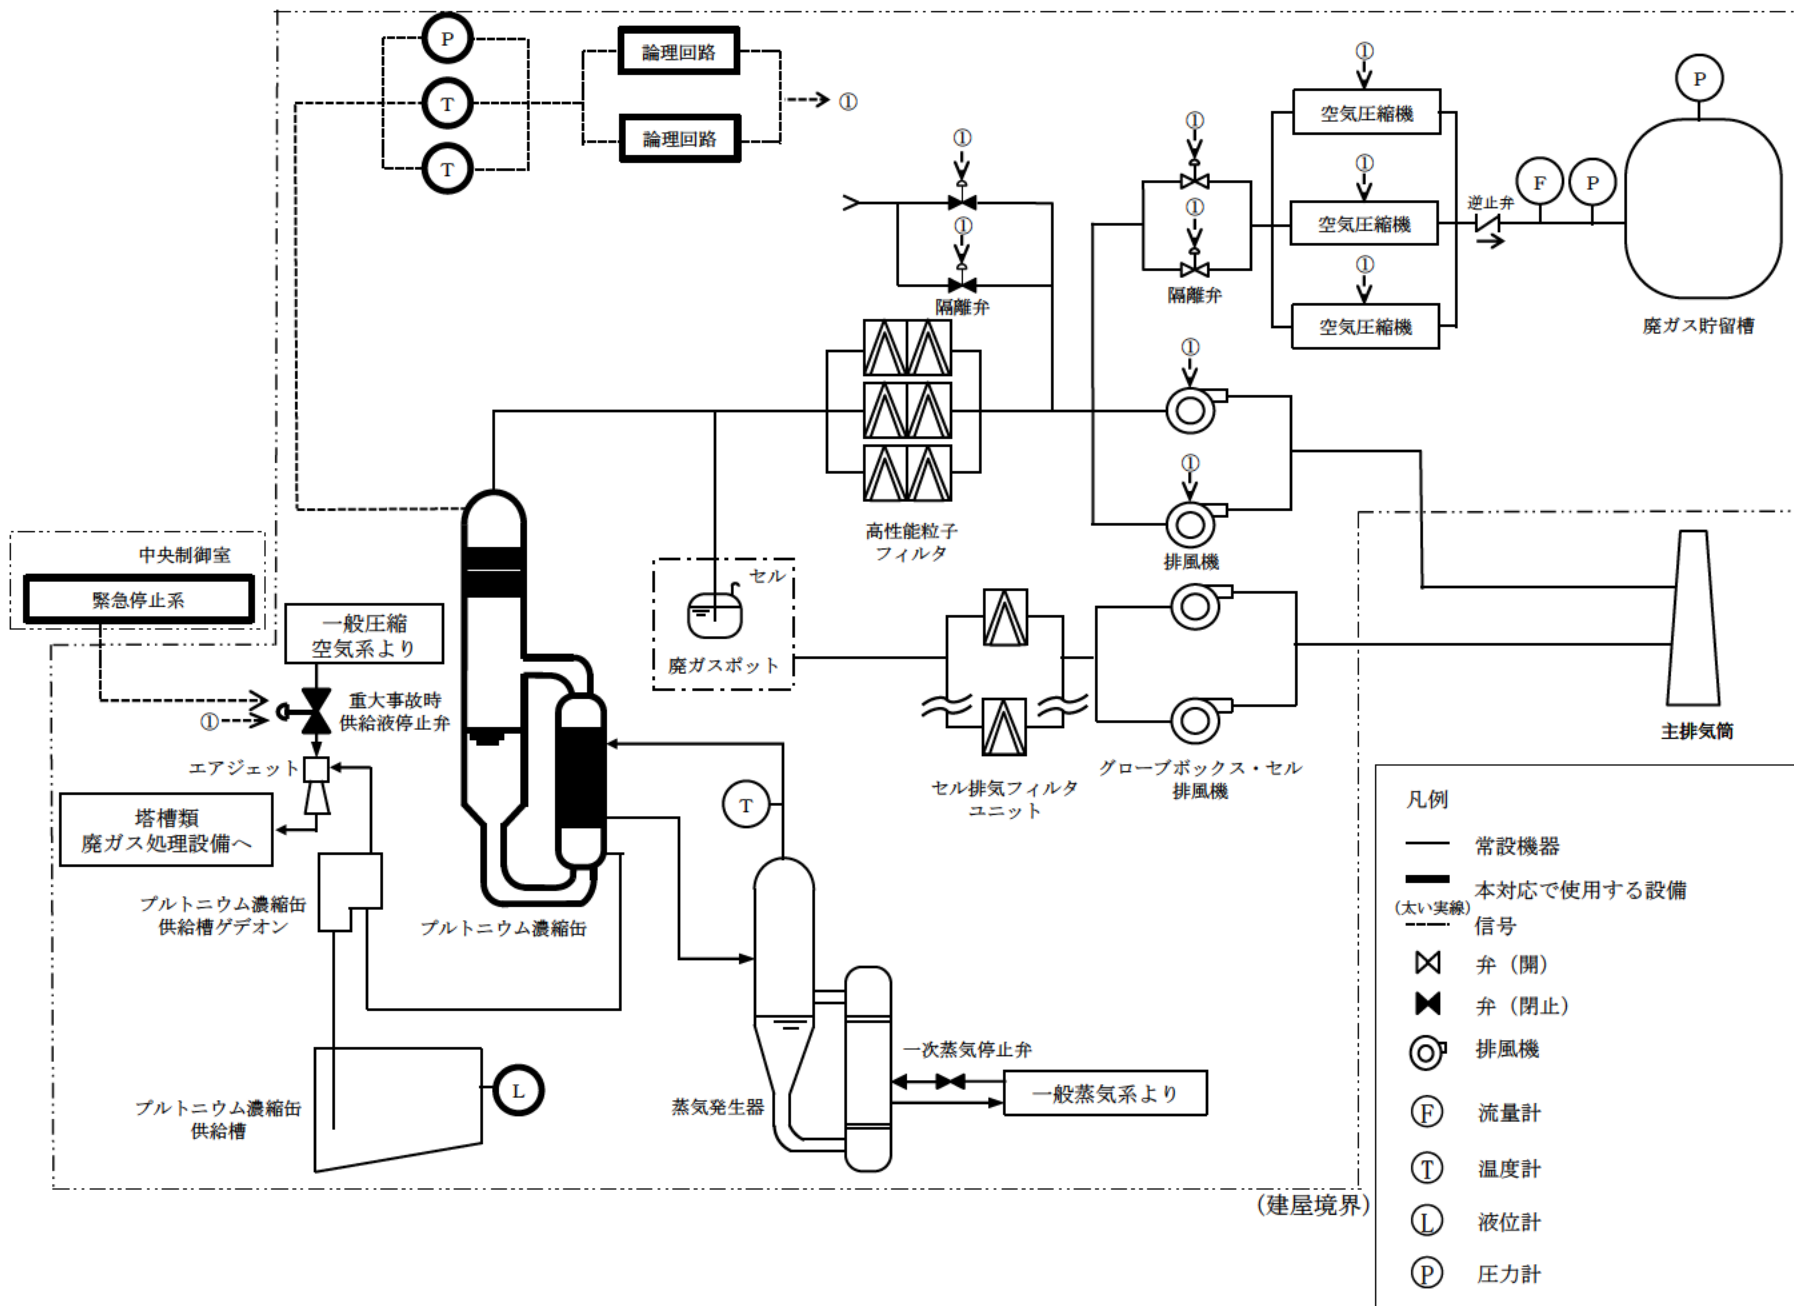 P
T
T
論理回路
論理回路
①
①
①
隔離弁
①
①
隔離弁
①
空気圧縮機
①
空気圧縮機
①
空気圧縮機
逆止弁
F
P
P
廃ガス貯留槽
高性能粒子
フィルタ
①
①
排風機
中央制御室
緊急停止系
一般圧縮
空気系より
重大事故時
供給液停止弁
①
エアジェット
塔槽類
廃ガス処理設備へ
プルトニウム濃縮缶
供給槽ゲデオン
プルトニウム濃縮缶
セル
廃ガスポット
セル排気フィルタ
ユニット
グローブボックス・セル
排風機
主排気筒
T
プルトニウム濃縮缶
供給槽
L
蒸気発生器
一次蒸気停止弁
一般蒸気系より
(建屋境界)
凡例
常設機器
本対応で使用する設備
(太い実線)
信号
弁（開）
弁（閉止）
排風機
F 流量計
T 温度計
L 液位計
P 圧力計